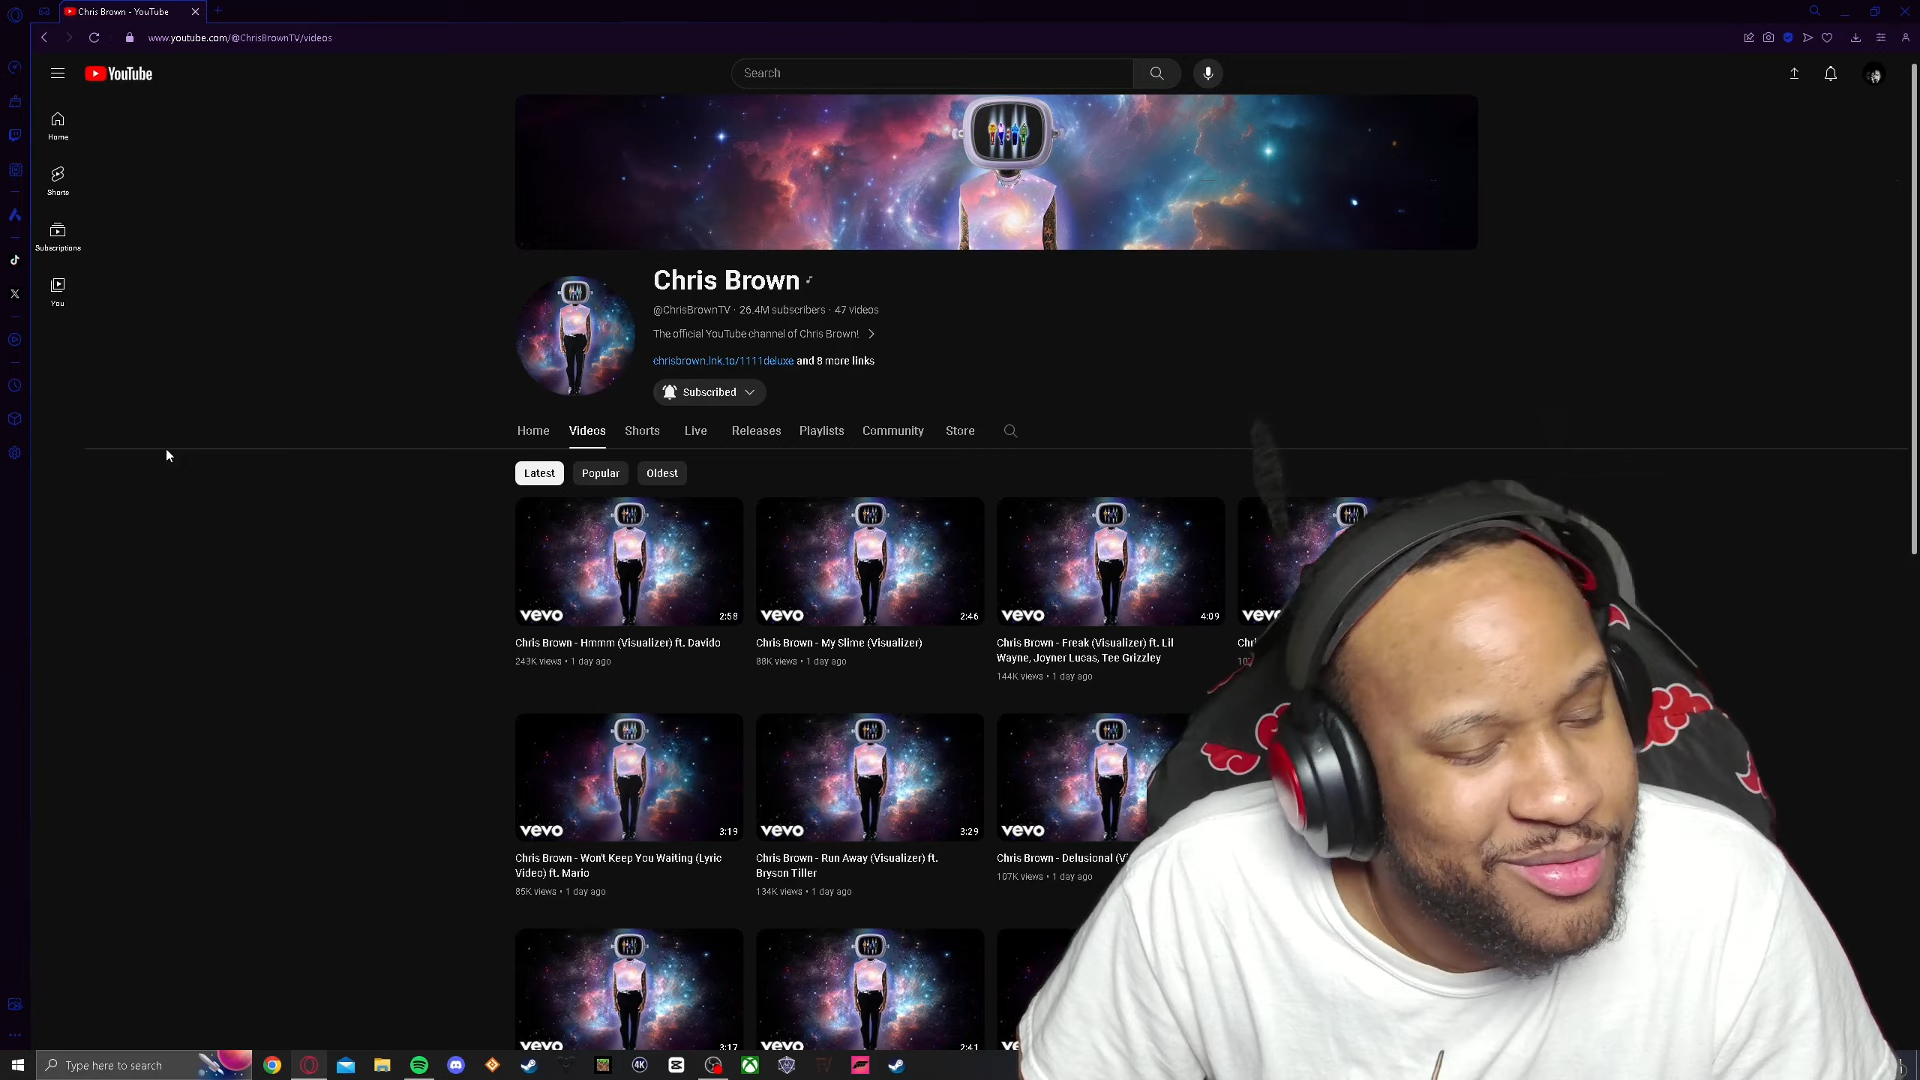 Chris Brown - YouTube
www.youtube.com/@ChrisBrownTV/videos
YouTube
Search
Home
Shorts
Subscriptions
You
Chris Brown
@ChrisBrownTV · 26.4M subscribers · 47 videos
The official YouTube channel of Chris Brown!
chrisbrown.lnk.to/1111deluxe and 8 more links
Subscribed
Home Videos Shorts Live Releases Playlists Community Store
Latest Popular Oldest
vevo 2:58 vevo 2:46 vevo 4:09 vevo
Chris Brown - Hmmm (Visualizer) ft. Davido
243K views • 1 day ago
Chris Brown - My Slime (Visualizer)
88K views • 1 day ago
Chris Brown - Freak (Visualizer) ft. Lil
Wayne, Joyner Lucas, Tee Grizzley
144K views • 1 day ago
vevo 3:19 vevo 3:29 vevo
Chris Brown - Won't Keep You Waiting (Lyric
Video) ft. Mario
85K views • 1 day ago
Chris Brown - Run Away (Visualizer) ft.
Bryson Tiller
134K views • 1 day ago
Chris Brown - Delusional
107K views • 1 day ago
3:17 2:41
Type here to search
4K